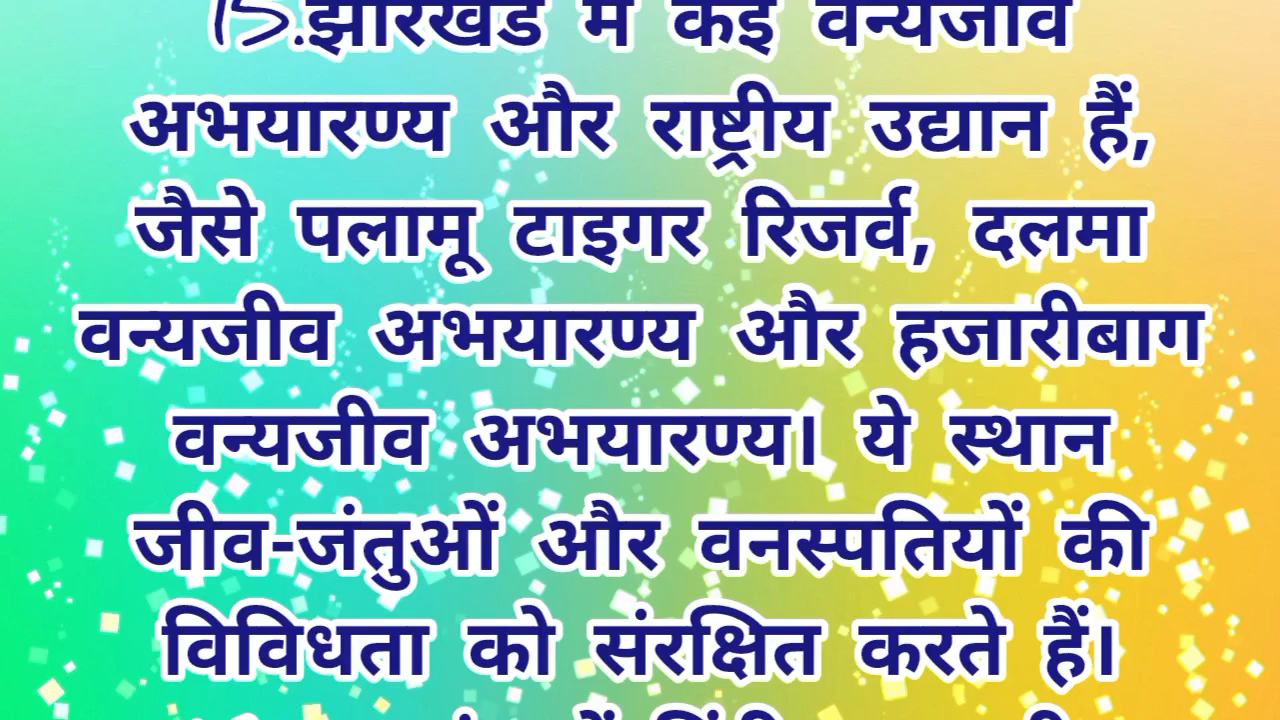 15.झारखंड में कई वन्यजीव
अभयारण्य और राष्ट्रीय उद्यान हैं,
जैसे पलामू टाइगर रिजर्व, दलमा
वन्यजीव अभयारण्य और हजारीबाग
वन्यजीव अभयारण्य। ये स्थान
जीव-जंतुओं और वनस्पतियों की
विविधता को संरक्षित करते हैं।